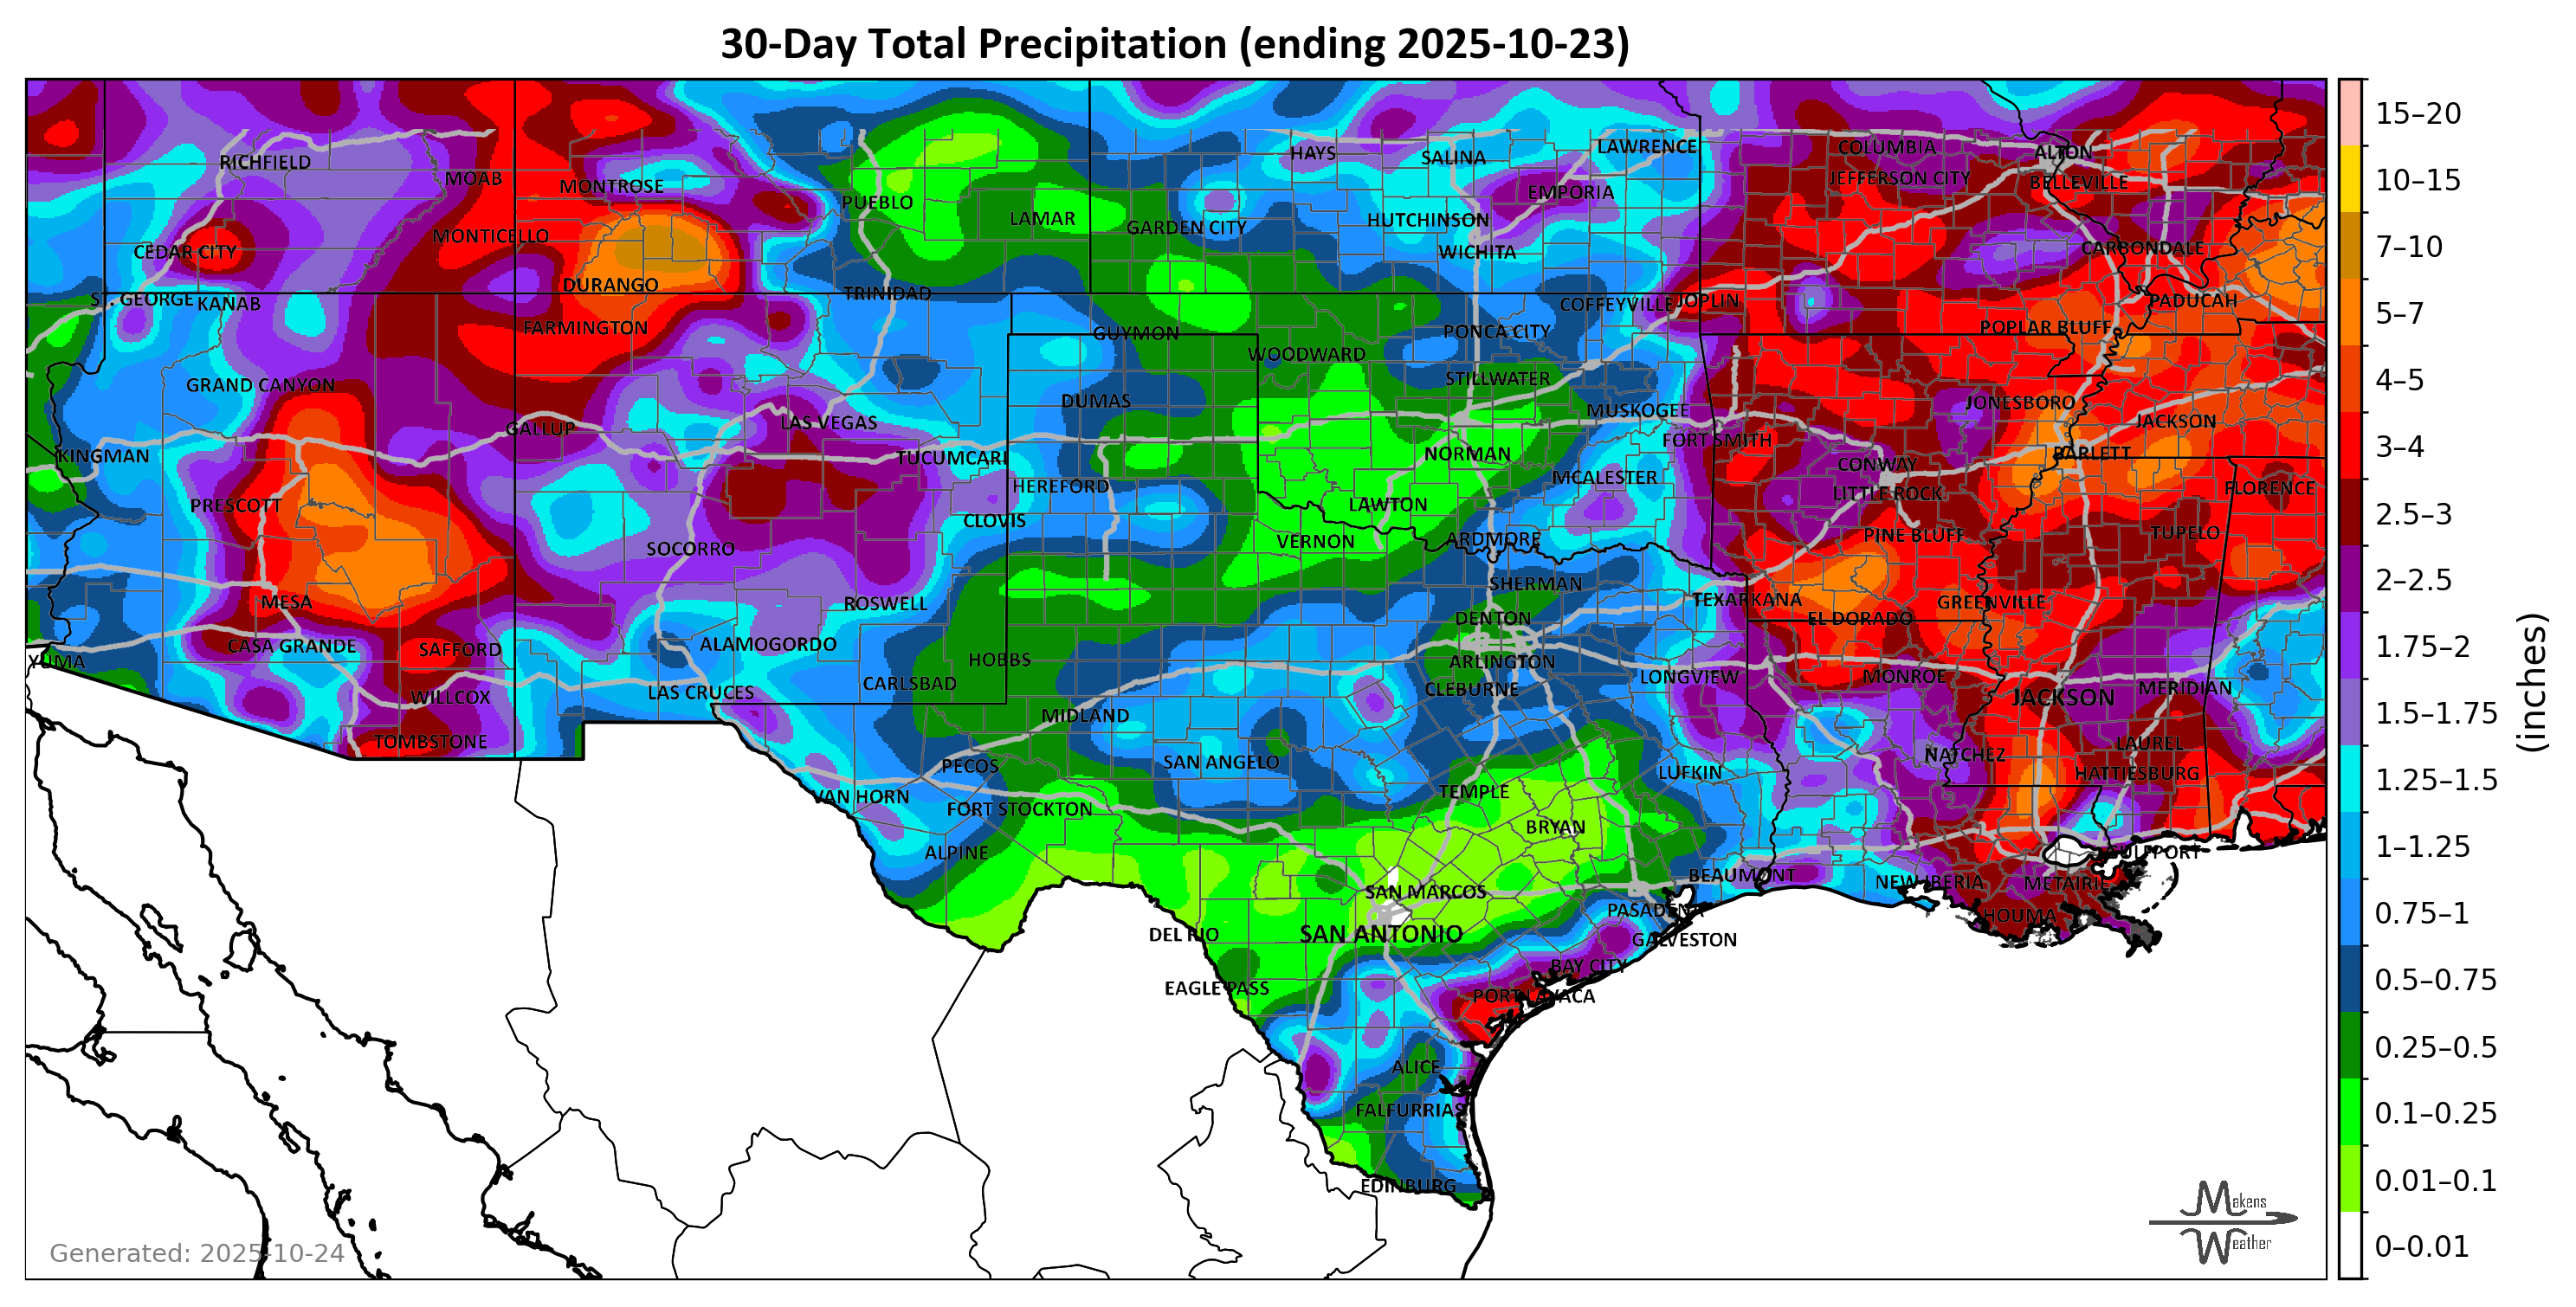 30-Day Total Precipitation (ending 2025-10-23)
15–20
10–15
7–10
5–7
4–5
3–4
2.5–3
2–2.5
1.75–2
1.5–1.75
1.25–1.5
1–1.25
0.75–1
0.5–0.75
0.25–0.5
0.1–0.25
0.01–0.1
0–0.01
(inches)
RICHFIELD
MOAB
MONTROSE
PUEBLO
LAMAR
GARDEN CITY
HAYS
SALINA
LAWRENCE
EMPORIA
HUTCHINSON
WICHITA
COLUMBIA
JEFFERSON CITY
ALTON
BELLEVILLE
CEDAR CITY
MONTICELLO
DURANGO
TRINIDAD
CARBONDALE
ST. GEORGE
KANAB
FARMINGTON
GUYMON
WOODWARD
PONCA CITY
COFFEYVILLE
JOPLIN
POPLAR BLUFF
PADUCAH
GRAND CANYON
DUMAS
STILLWATER
MUSKOGEE
JONESBORO
JACKSON
KINGMAN
GALLUP
LAS VEGAS
TUCUMCARI
NORMAN
FORT SMITH
CONWAY
BARLETT
PRESCOTT
HEREFORD
LAWTON
MCALESTER
LITTLE ROCK
FLORENCE
SOCORRO
CLOVIS
VERNON
ARDMORE
PINE BLUFF
TUPELO
MESA
ROSWELL
SHERMAN
TEXARKANA
GREENVILLE
DENTON
EL DORADO
CASA GRANDE
SAFFORD
ALAMOGORDO
HOBBS
ARLINGTON
YUMA
WILLCOX
LAS CRUCES
CARLSBAD
CLEBURNE
LONGVIEW
MONROE
JACKSON
MERIDIAN
TOMBSTONE
MIDLAND
PECOS
SAN ANGELO
LUFKIN
NATCHEZ
LAUREL
HATTIESBURG
VAN HORN
FORT STOCKTON
TEMPLE
BRYAN
ALPINE
SAN MARCOS
BEAUMONT
NEW IBERIA
GULFPORT
METAIRIE
HOUMA
DEL RIO
SAN ANTONIO
PASADENA
GALVESTON
EAGLE PASS
BAY CITY
PORT LAVACA
ALICE
FALFURRIAS
EDINBURG
Generated: 2025-10-24
Makens
Weather